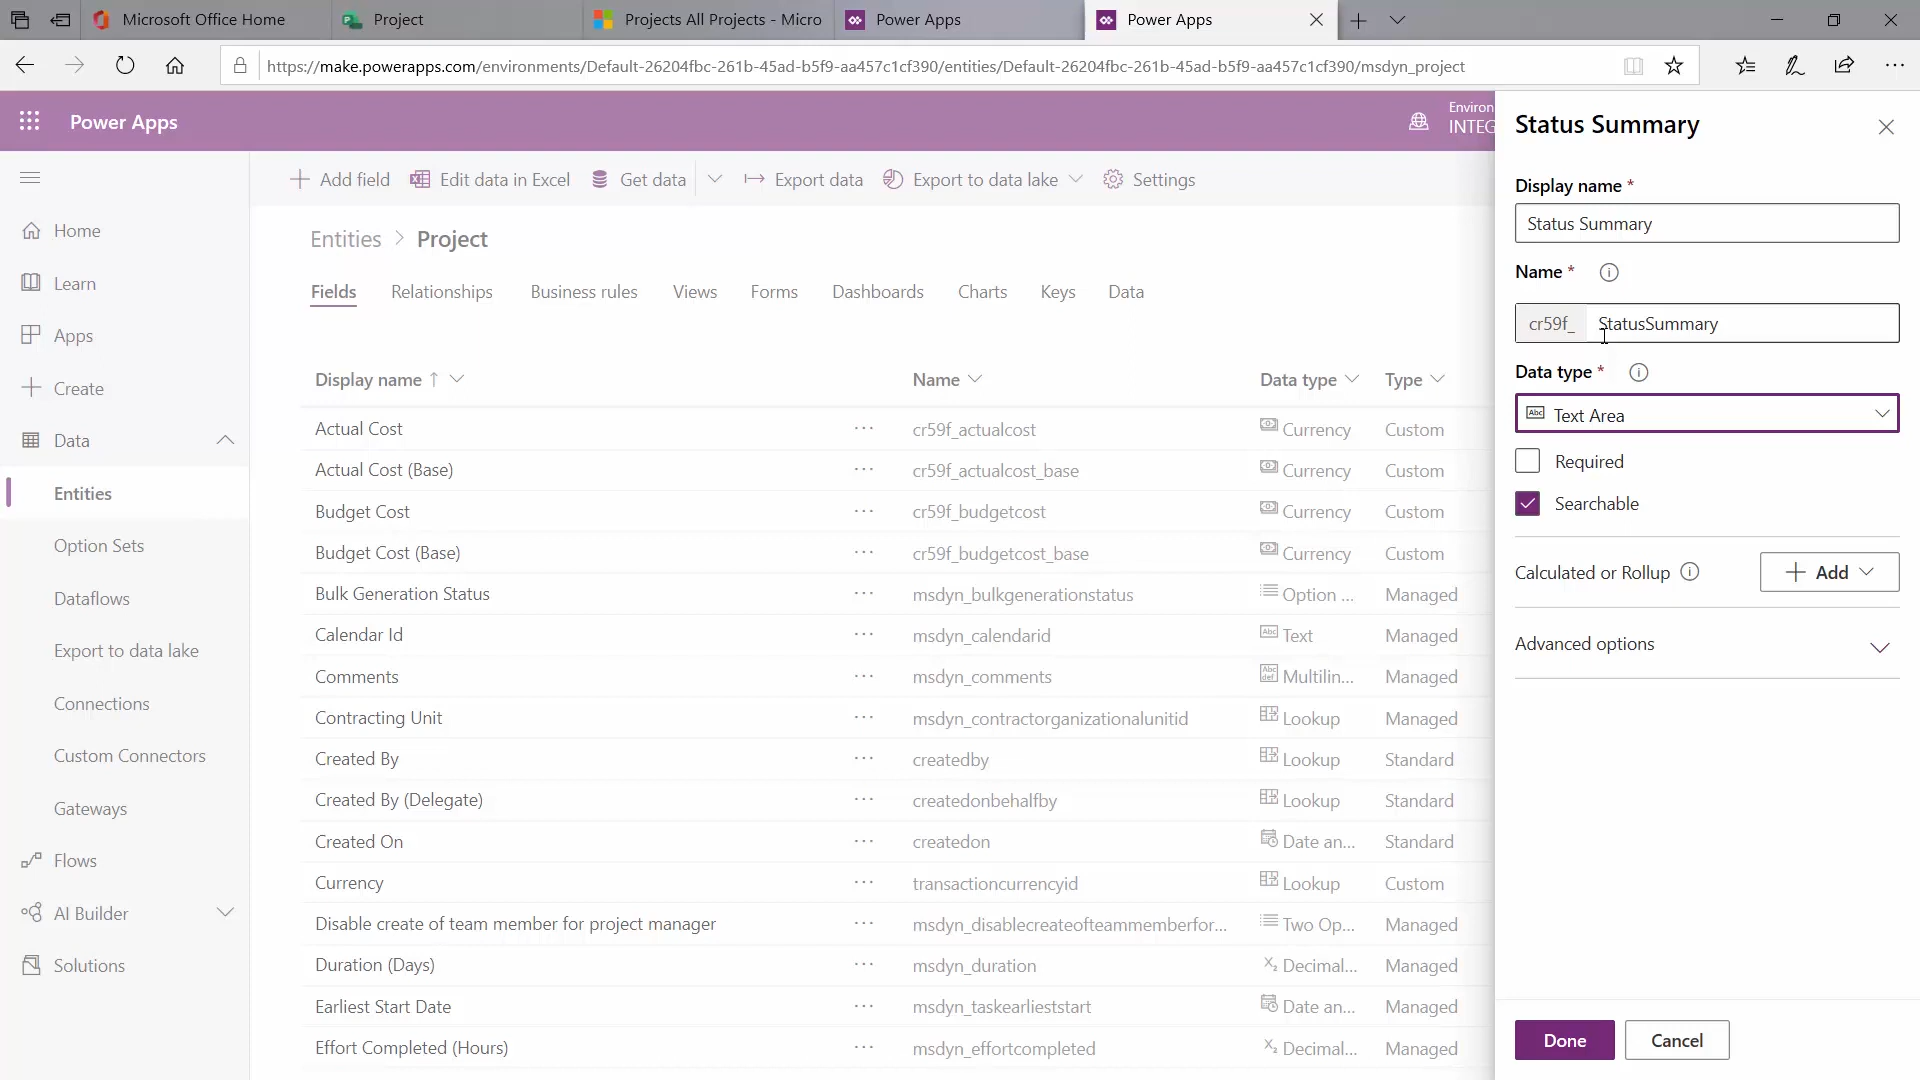 Microsoft Office Home
Project
Projects All Projects - Micro
Power Apps
Power Apps
https://make.powerapps.com/environments/Default-26204fbc-261b-45ad-b5f9-aa457c1cf390/entities/Default-26204fbc-261b-45ad-b5f9-aa457c1cf390/msdyn_project
Power Apps
Environ
INTEG
Add field
Edit data in Excel
Get data
Export data
Export to data lake
Settings
Home
Learn
Apps
Create
Data
Entities
Option Sets
Dataflows
Export to data lake
Connections
Custom Connectors
Gateways
Flows
AI Builder
Solutions
Entities > Project
Fields Relationships Business rules Views Forms Dashboards Charts Keys Data
Display name ↑ Name Data type Type
Actual Cost ··· cr59f_actualcost Currency Custom
Actual Cost (Base) ··· cr59f_actualcost_base Currency Custom
Budget Cost ··· cr59f_budgetcost Currency Custom
Budget Cost (Base) ··· cr59f_budgetcost_base Currency Custom
Bulk Generation Status ··· msdyn_bulkgenerationstatus Option ... Managed
Calendar Id ··· msdyn_calendarid Abc Text Managed
Comments ··· msdyn_comments Abc def Multilin... Managed
Contracting Unit ··· msdyn_contractorganizationalunitid Lookup Managed
Created By ··· createdby Lookup Standard
Created By (Delegate) ··· createdonbehalfby Lookup Standard
Created On ··· createdon Date an... Standard
Currency ··· transactioncurrencyid Lookup Custom
Disable create of team member for project manager ··· msdyn_disablecreateofteammemberfor... Two Op... Managed
Duration (Days) ··· msdyn_duration X₂ Decimal... Managed
Earliest Start Date ··· msdyn_taskearlieststart Date an... Managed
Effort Completed (Hours) ··· msdyn_effortcompleted X₂ Decimal... Managed
Status Summary
Display name *
Status Summary
Name *
cr59f_ StatusSummary
Data type *
Abc Text Area
Required
Searchable
Calculated or Rollup
Add
Advanced options
Done
Cancel